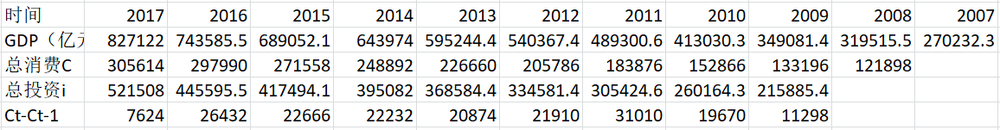 时间 2017 2016 2015 2014 2013 2012 2011 2010 2009 2008 2007
GDP（亿元 827122 743585.5 689052.1 643974 595244.4 540367.4 489300.6 413030.3 349081.4 319515.5 270232.3
总消费C 305614 297990 271558 248892 226660 205786 183876 152866 133196 121898
总投资i 521508 445595.5 417494.1 395082 368584.4 334581.4 305424.6 260164.3 215885.4
Ct-Ct-1 7624 26432 22666 22232 20874 21910 31010 19670 11298